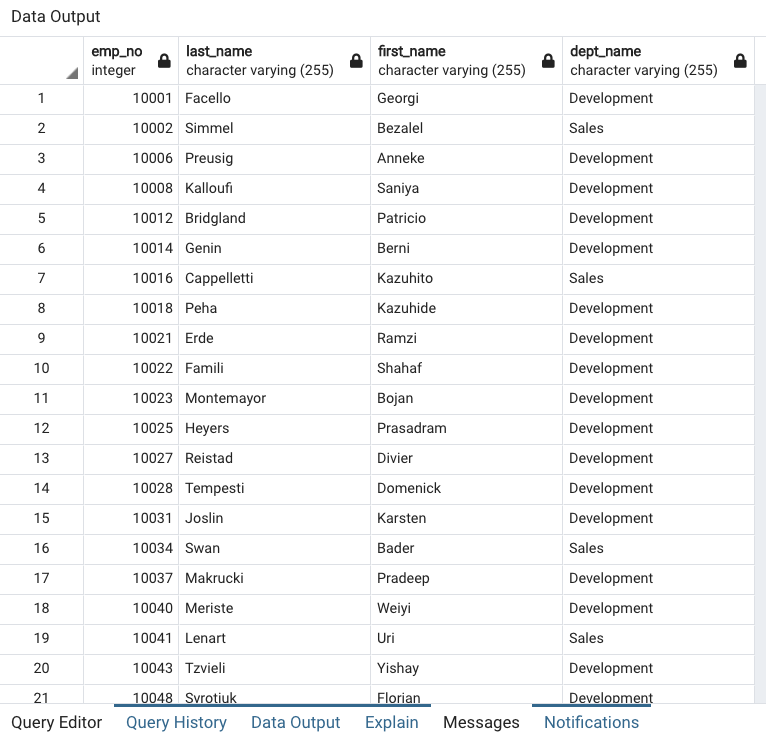 Data Output
emp_no last_name first_name dept_name
integer character varying (255) character varying (255) character varying (255)
1 10001 Facello Georgi Development
2 10002 Simmel Bezalel Sales
3 10006 Preusig Anneke Development
4 10008 Kalloufi Saniya Development
5 10012 Bridgland Patricio Development
6 10014 Genin Berni Development
7 10016 Cappelletti Kazuhito Sales
8 10018 Peha Kazuhide Development
9 10021 Erde Ramzi Development
10 10022 Famili Shahaf Development
11 10023 Montemayor Bojan Development
12 10025 Heyers Prasadram Development
13 10027 Reistad Divier Development
14 10028 Tempesti Domenick Development
15 10031 Joslin Karsten Development
16 10034 Swan Bader Sales
17 10037 Makrucki Pradeep Development
18 10040 Meriste Weiyi Development
19 10041 Lenart Uri Sales
20 10043 Tzvieli Yishay Development
21 10048 Syrotiuk Florian Development
Query Editor Query History Data Output Explain Messages Notifications